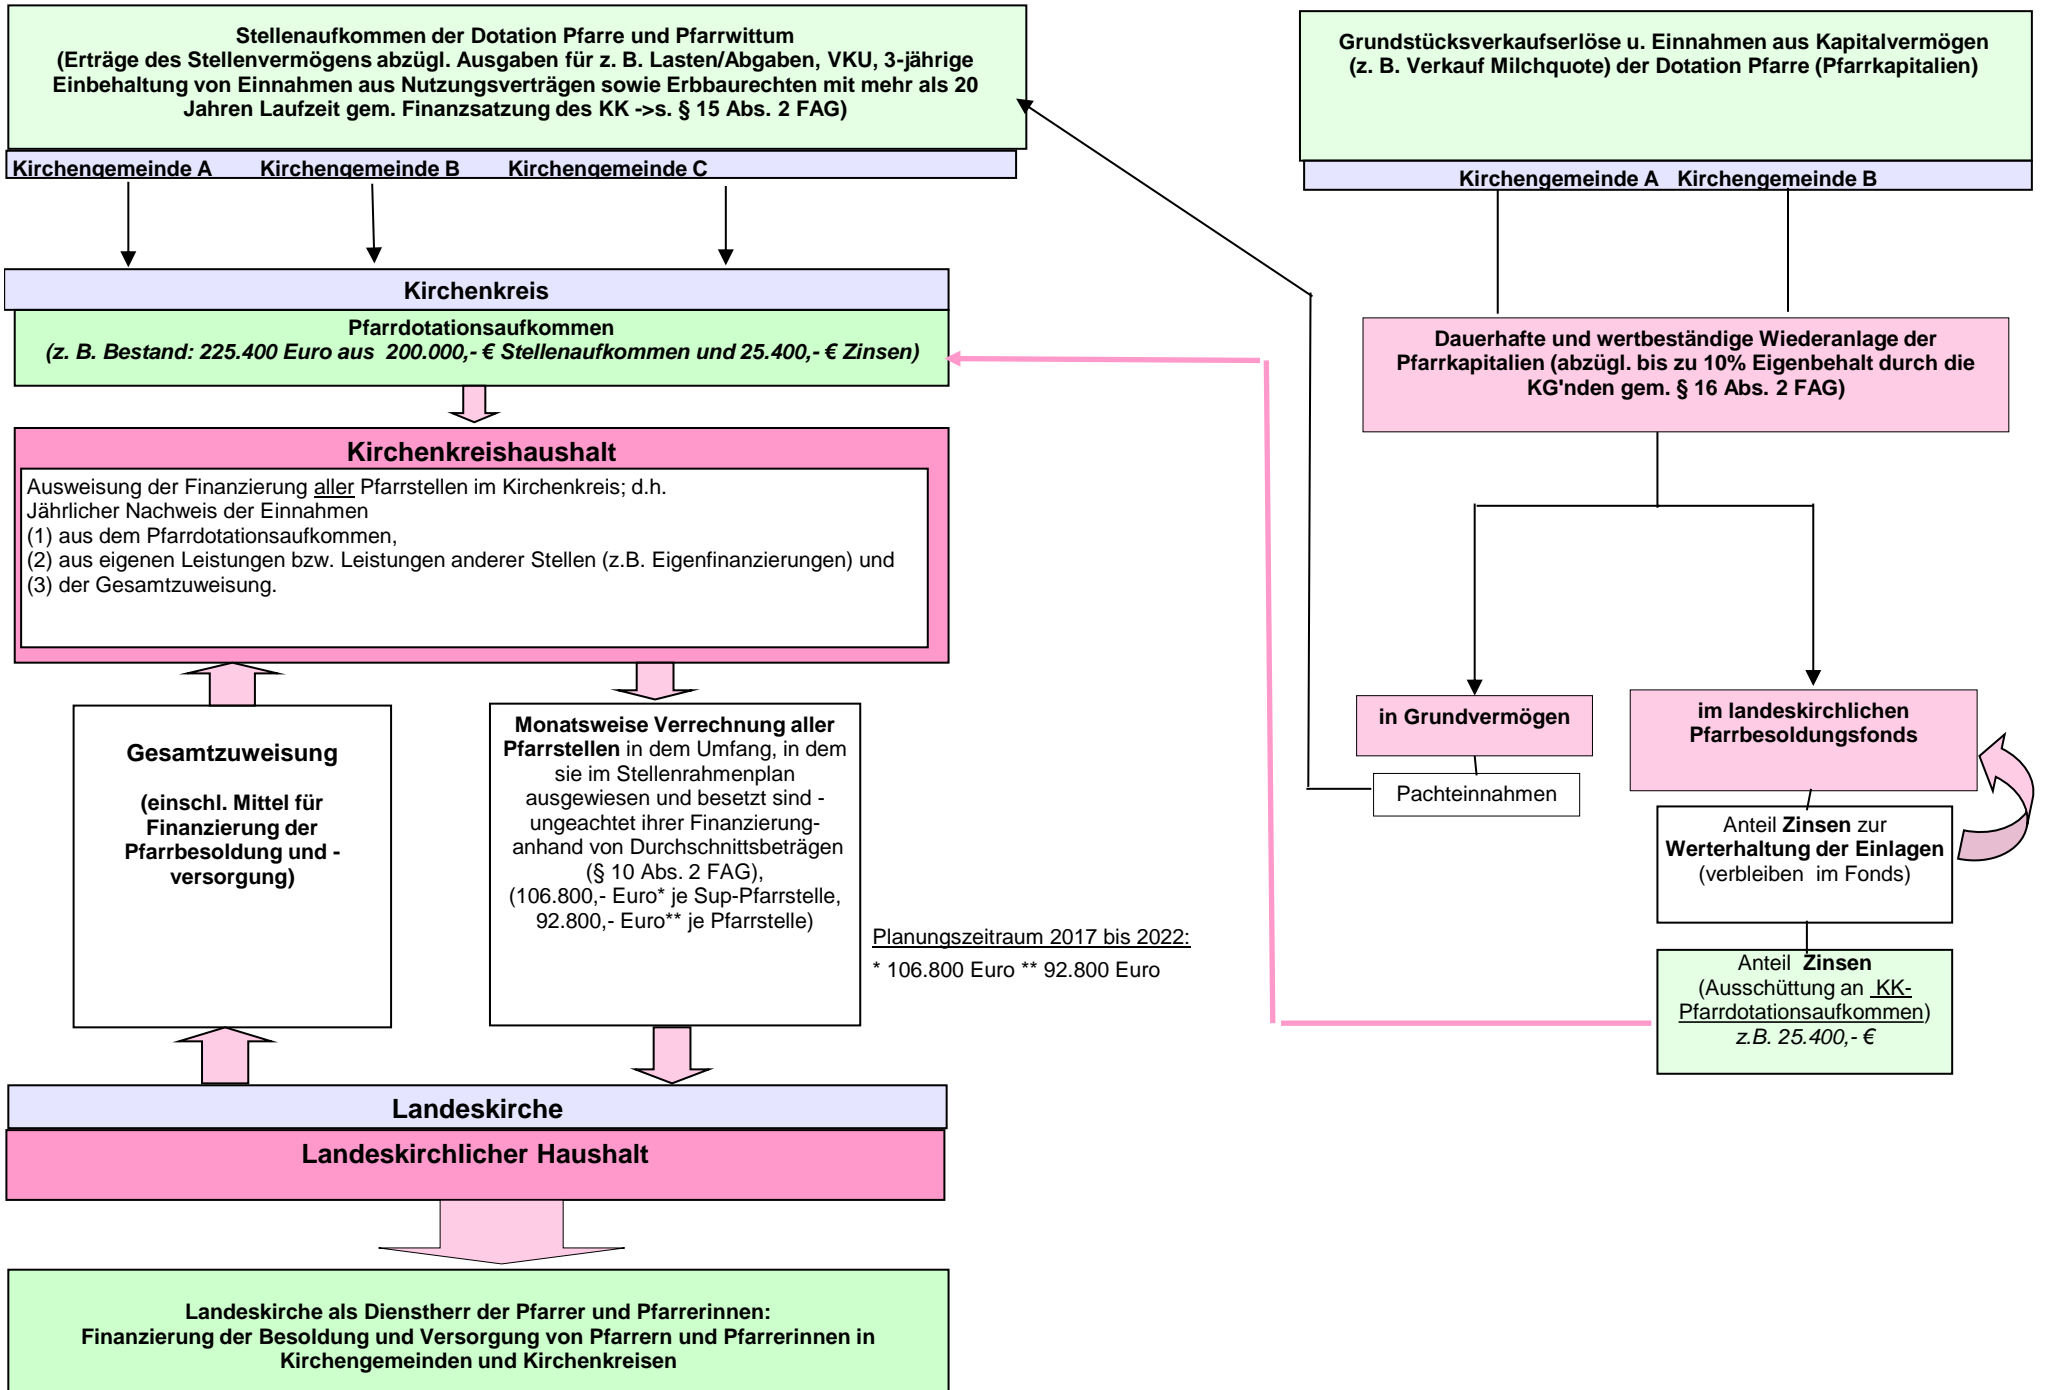 Stellenaufkommen der Dotation Pfarre und Pfarrwittum
(Erträge des Stellenvermögens abzügl. Ausgaben für z. B. Lasten/Abgaben, VKU, 3-jährige
Einbehaltung von Einnahmen aus Nutzungsverträgen sowie Erbbaurechten mit mehr als 20
Jahren Laufzeit gem. Finanzsatzung des KK ->s. § 15 Abs. 2 FAG)
Kirchengemeinde A Kirchengemeinde B Kirchengemeinde C
Kirchenkreis
Pfarrdotationsaufkommen
(z. B. Bestand: 225.400 Euro aus 200.000,- € Stellenaufkommen und 25.400,- € Zinsen)
Kirchenkreishaushalt
Ausweisung der Finanzierung aller Pfarrstellen im Kirchenkreis; d.h.
Jährlicher Nachweis der Einnahmen
(1) aus dem Pfarrdotationsaufkommen,
(2) aus eigenen Leistungen bzw. Leistungen anderer Stellen (z.B. Eigenfinanzierungen) und
(3) der Gesamtzuweisung.
Gesamtzuweisung
(einschl. Mittel für
Finanzierung der
Pfarrbesoldung und -
versorgung)
Monatsweise Verrechnung aller
Pfarrstellen in dem Umfang, in dem
sie im Stellenrahmenplan
ausgewiesen und besetzt sind -
ungeachtet ihrer Finanzierung-
anhand von Durchschnittsbeträgen
(§ 10 Abs. 2 FAG),
(106.800,- Euro* je Sup-Pfarrstelle,
92.800,- Euro** je Pfarrstelle)
Planungszeitraum 2017 bis 2022:
* 106.800 Euro ** 92.800 Euro
Landeskirche
Landeskirchlicher Haushalt
Landeskirche als Dienstherr der Pfarrer und Pfarrerinnen:
Finanzierung der Besoldung und Versorgung von Pfarrern und Pfarrerinnen in
Kirchengemeinden und Kirchenkreisen
Grundstücksverkaufserlöse u. Einnahmen aus Kapitalvermögen
(z. B. Verkauf Milchquote) der Dotation Pfarre (Pfarrkapitalien)
Kirchengemeinde A Kirchengemeinde B
Dauerhafte und wertbeständige Wiederanlage der
Pfarrkapitalien (abzügl. bis zu 10% Eigenbehalt durch die
KG'nden gem. § 16 Abs. 2 FAG)
in Grundvermögen
Pachteinnahmen
im landeskirchlichen
Pfarrbesoldungsfonds
Anteil Zinsen zur
Werterhaltung der Einlagen
(verbleiben im Fonds)
Anteil Zinsen
(Ausschüttung an KK-
Pfarrdotationsaufkommen)
z.B. 25.400,- €